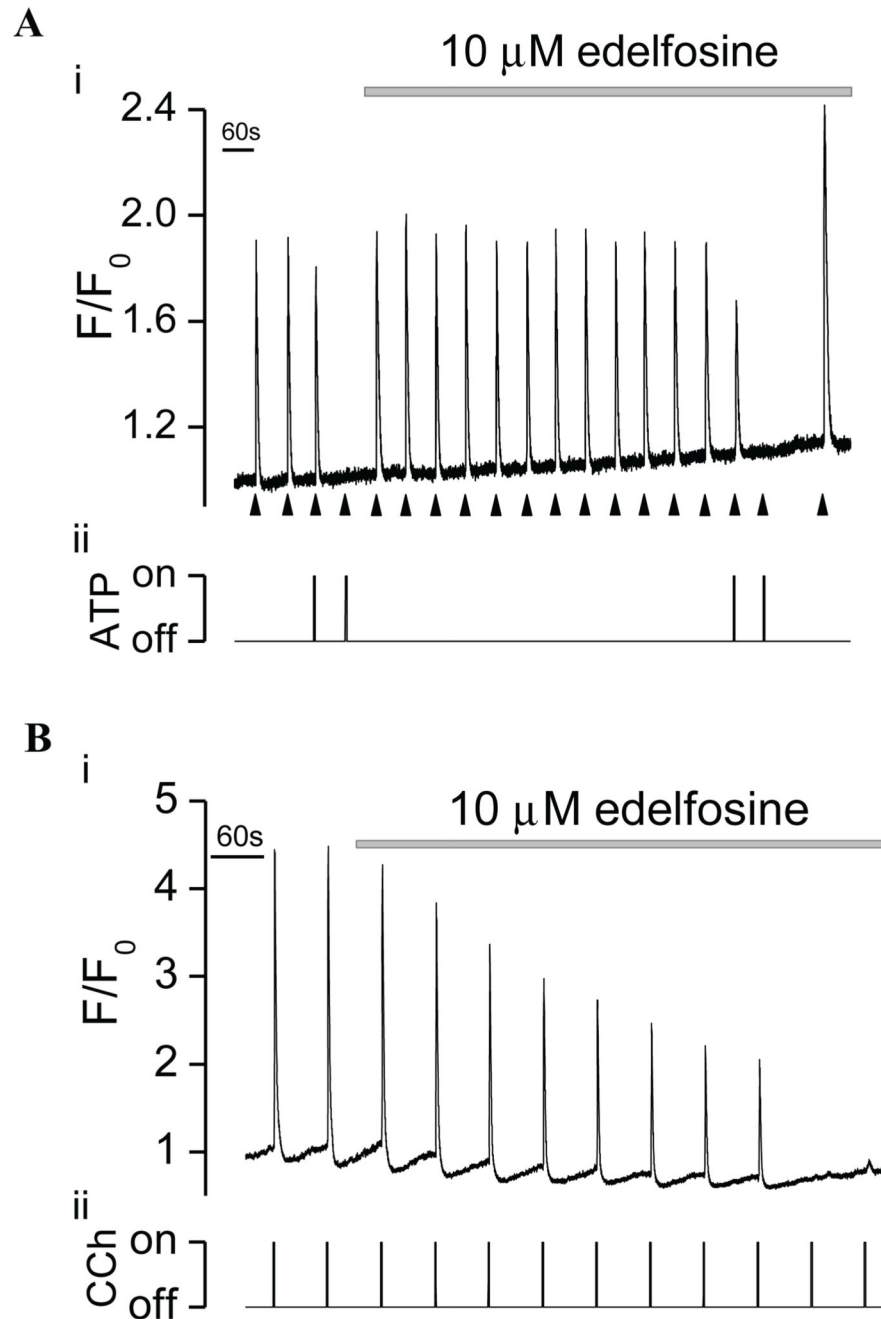 A
10 μM edelfosine
i
2.4
60s
2.0
F/F0
1.6
1.2
ii
on
ATP
off
B
i
5
10 μM edelfosine
60s
4
F/F0
3
2
1
ii
on
CCh
off